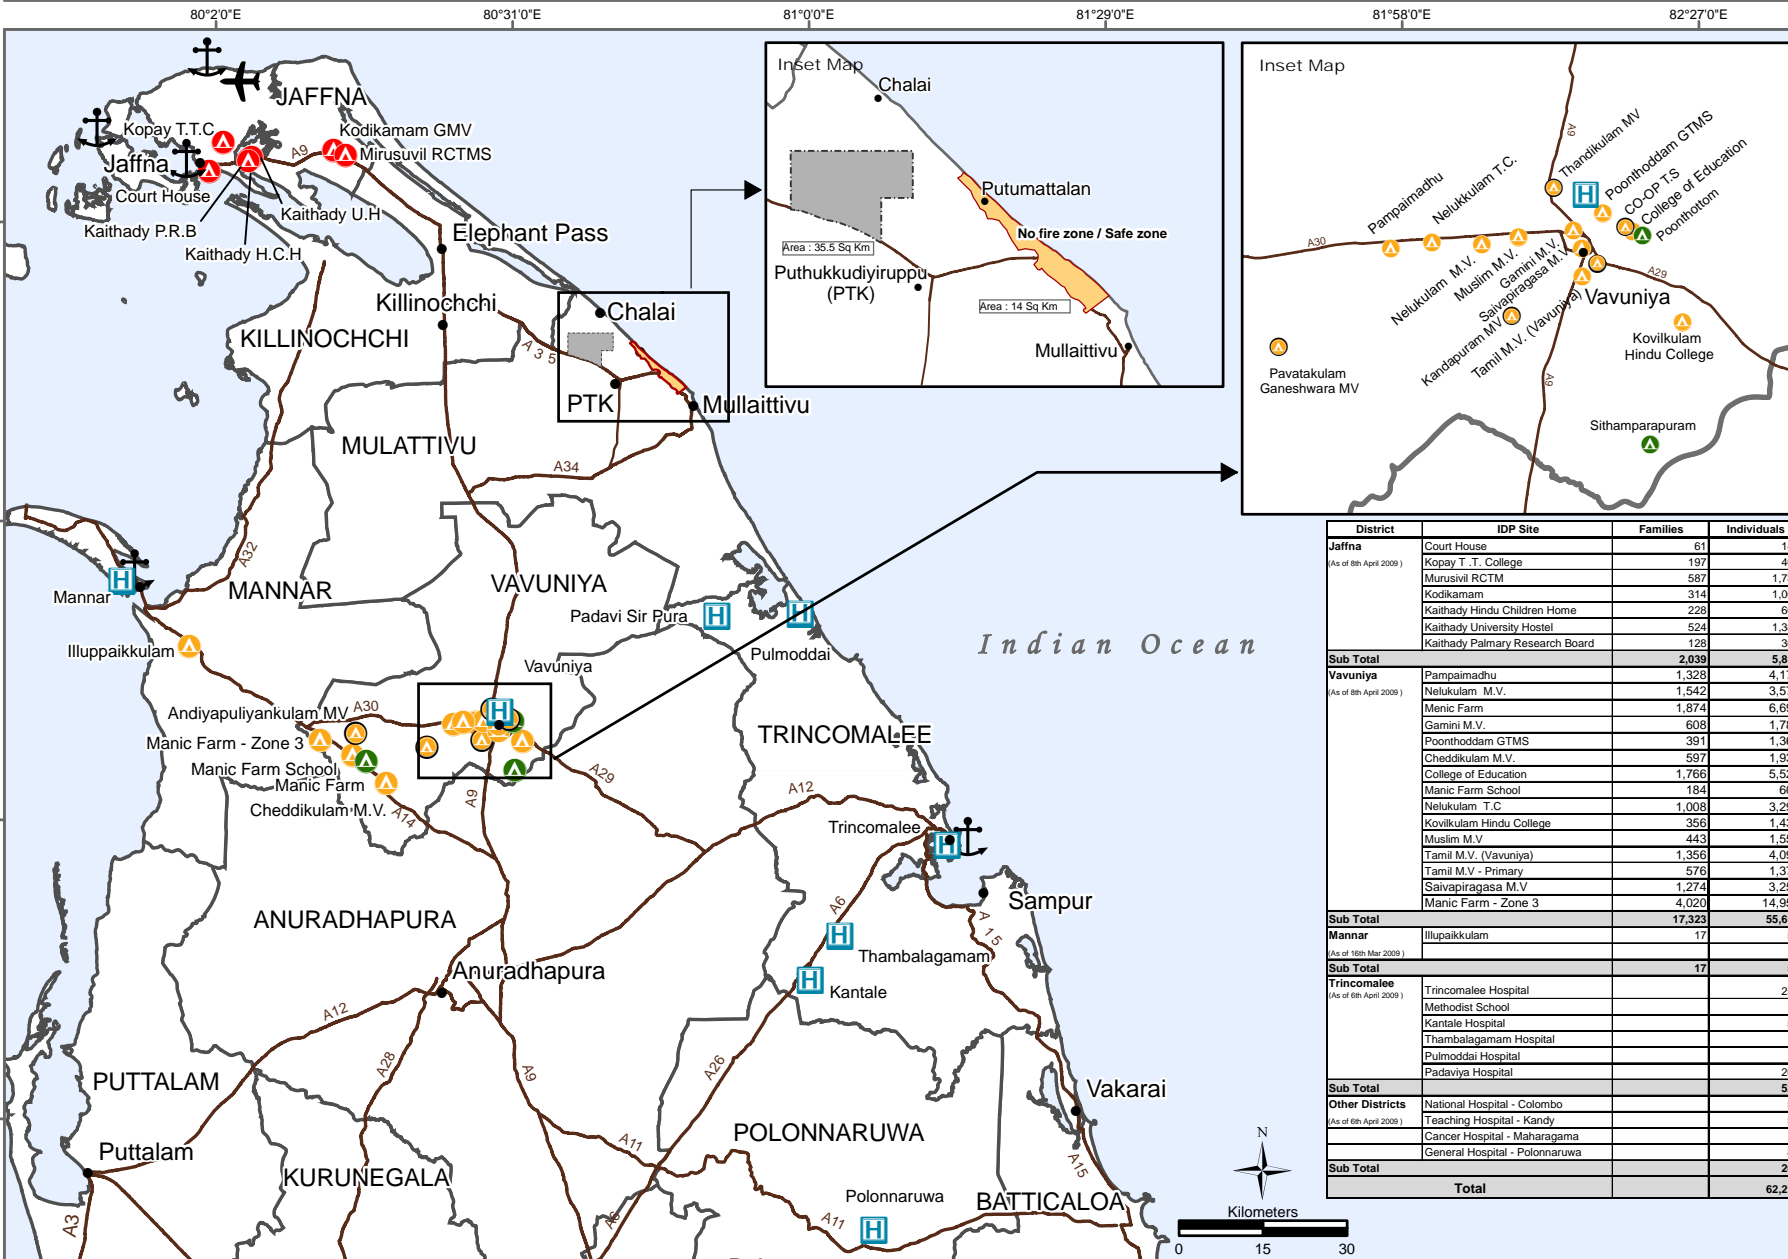 80°2'0"E
80°31'0"E
81°0'0"E
81°29'0"E
81°58'0"E
82°27'0"E
JAFFNA
Kopay T.T.C
Kodikamam GMV
A9
Mirusuvil RCTMS
Jaffna
Court House
Kaithady U.H
Kaithady P.R.B
Kaithady H.C.H
Elephant Pass
Killinochchi
Chalai
KILLINOCHCHI
A 3 5
PTK
Mullaittivu
MULATTIVU
A34
A32
Mannar
MANNAR
VAVUNIYA
Padavi Sir Pura
Pulmoddai
Indian Ocean
Illuppaikkulam
Vavuniya
Andiyapuliyankulam MV
A30
Manic Farm - Zone 3
Manic Farm School
Manic Farm
Cheddikulam M.V.
A14
A9
A29
TRINCOMALEE
A12
Trincomalee
Sampur
A 15
A6
ANURADHAPURA
Thambalagamam
Anuradhapura
Kantale
A12
A28
A9
A26
PUTTALAM
Vakarai
Puttalam
POLONNARUWA
A11
KURUNEGALA
A15
A3
A6
Polonnaruwa
A11
BATTICALOA
Inset Map
Chalai
Putumattalan
No fire zone / Safe zone
Area : 35.5 Sq Km
Puthukkudiyiruppu
(PTK)
Area : 14 Sq Km
Mullaittivu
Inset Map
A9
Thandikulam MV
Poonthoddam GTMS
CO-OP T.S
College of Education
Poonthottom
Pampaimadhu
Nelukkulam T.C.
A30
Nelukulam M.V.
Muslim M.V.
Gamini M.V.
Saivapiragasa M.V
A29
Vavuniya
Kandapuram MV
Tamil M.V. (Vavuniya)
Kovilkulam
Hindu College
Pavatakulam
Ganeshwara MV
A9
Sithamparapuram
District IDP Site Families Individuals
Jaffna Court House 61
(As of 8th April 2009 ) Kopay T .T. College 197
Murusivil RCTM 587
Kodikamam 314
Kaithady Hindu Children Home 228
Kaithady University Hostel 524
Kaithady Palmary Research Board 128
Sub Total 2,039
Vavuniya Pampaimadhu 1,328
(As of 8th April 2009 ) Nelukulam M.V. 1,542
Menic Farm 1,874
Gamini M.V. 608
Poonthoddam GTMS 391
Cheddikulam M.V. 597
College of Education 1,766
Manic Farm School 184
Nelukulam T.C 1,008
Kovilkulam Hindu College 356
Muslim M.V 443
Tamil M.V. (Vavuniya) 1,356
Tamil M.V - Primary 576
Saivapiragasa M.V 1,274
Manic Farm - Zone 3 4,020
Sub Total 17,323
Mannar Illupaikkulam 17
(As of 16th Mar 2009 )
Sub Total 17
Trincomalee
(As of 6th April 2009 ) Trincomalee Hospital
Methodist School
Kantale Hospital
Thambalagamam Hospital
Pulmoddai Hospital
Padaviya Hospital
Sub Total
Other Districts National Hospital - Colombo
(As of 6th April 2009 ) Teaching Hospital - Kandy
Cancer Hospital - Maharagama
General Hospital - Polonnaruwa
Sub Total
Total
N
Kilometers
0 15 30